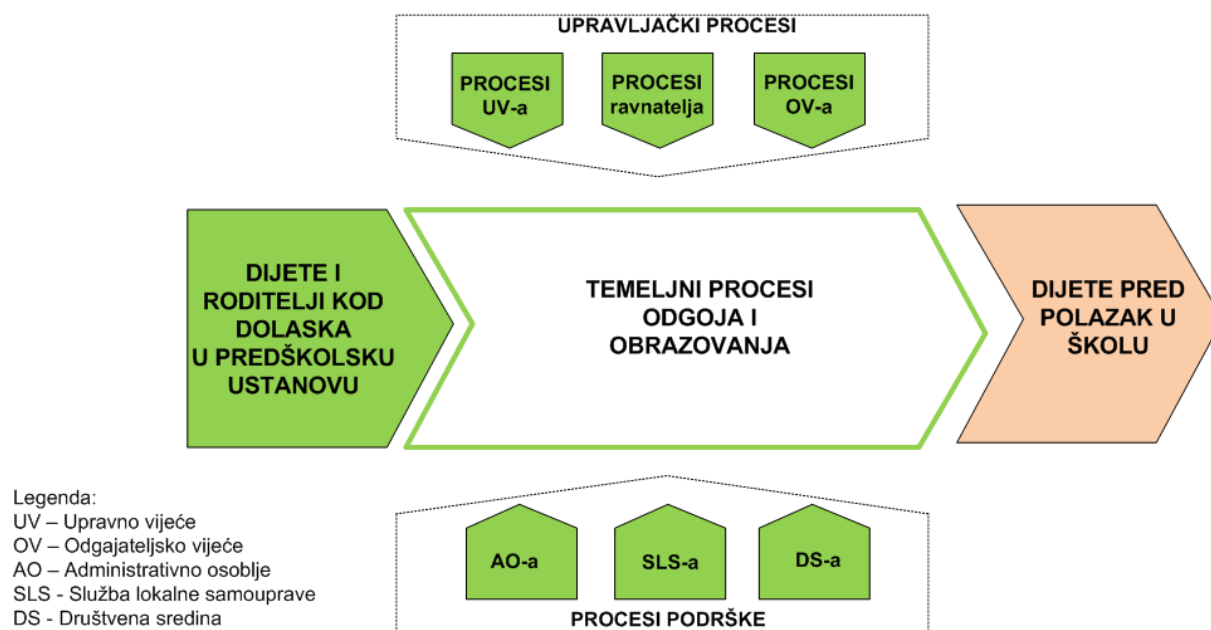 UPRAVLJAČKI PROCESI
PROCESI
UV-a
PROCESI
ravnatelja
PROCESI
OV-a
DIJETE I
RODITELJI KOD
DOLASKA
U PREDŠKOLSKU
USTANOVU
TEMELJNI PROCESI
ODGOJA I
OBRAZOVANJA
DIJETE PRED
POLAZAK U
ŠKOLU
Legenda:
UV – Upravno vijeće
OV – Odgajateljsko vijeće
AO – Administrativno osoblje
SLS - Služba lokalne samouprave
DS - Društvena sredina
AO-a
SLS-a
DS-a
PROCESI PODRŠKE